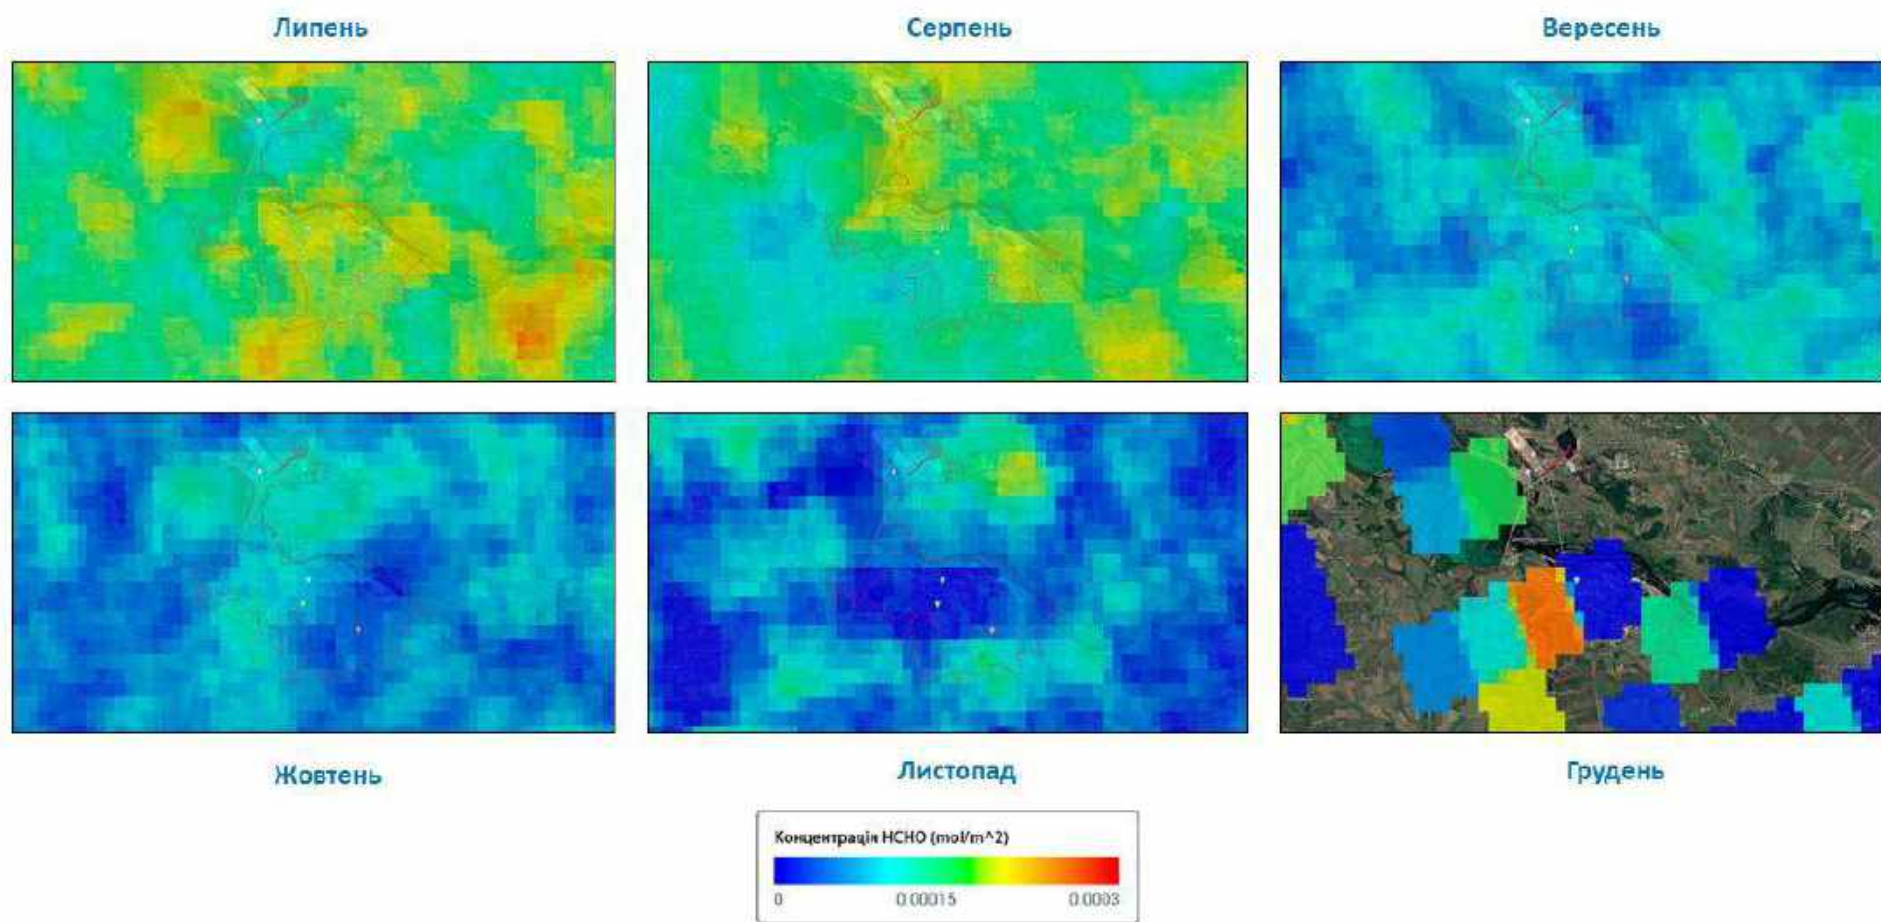 Липень
Серпень
Вересень
Жовтень
Листопад
Грудень
Концентрація HCHO (mol/m^2)
0
0.00015
0.0003